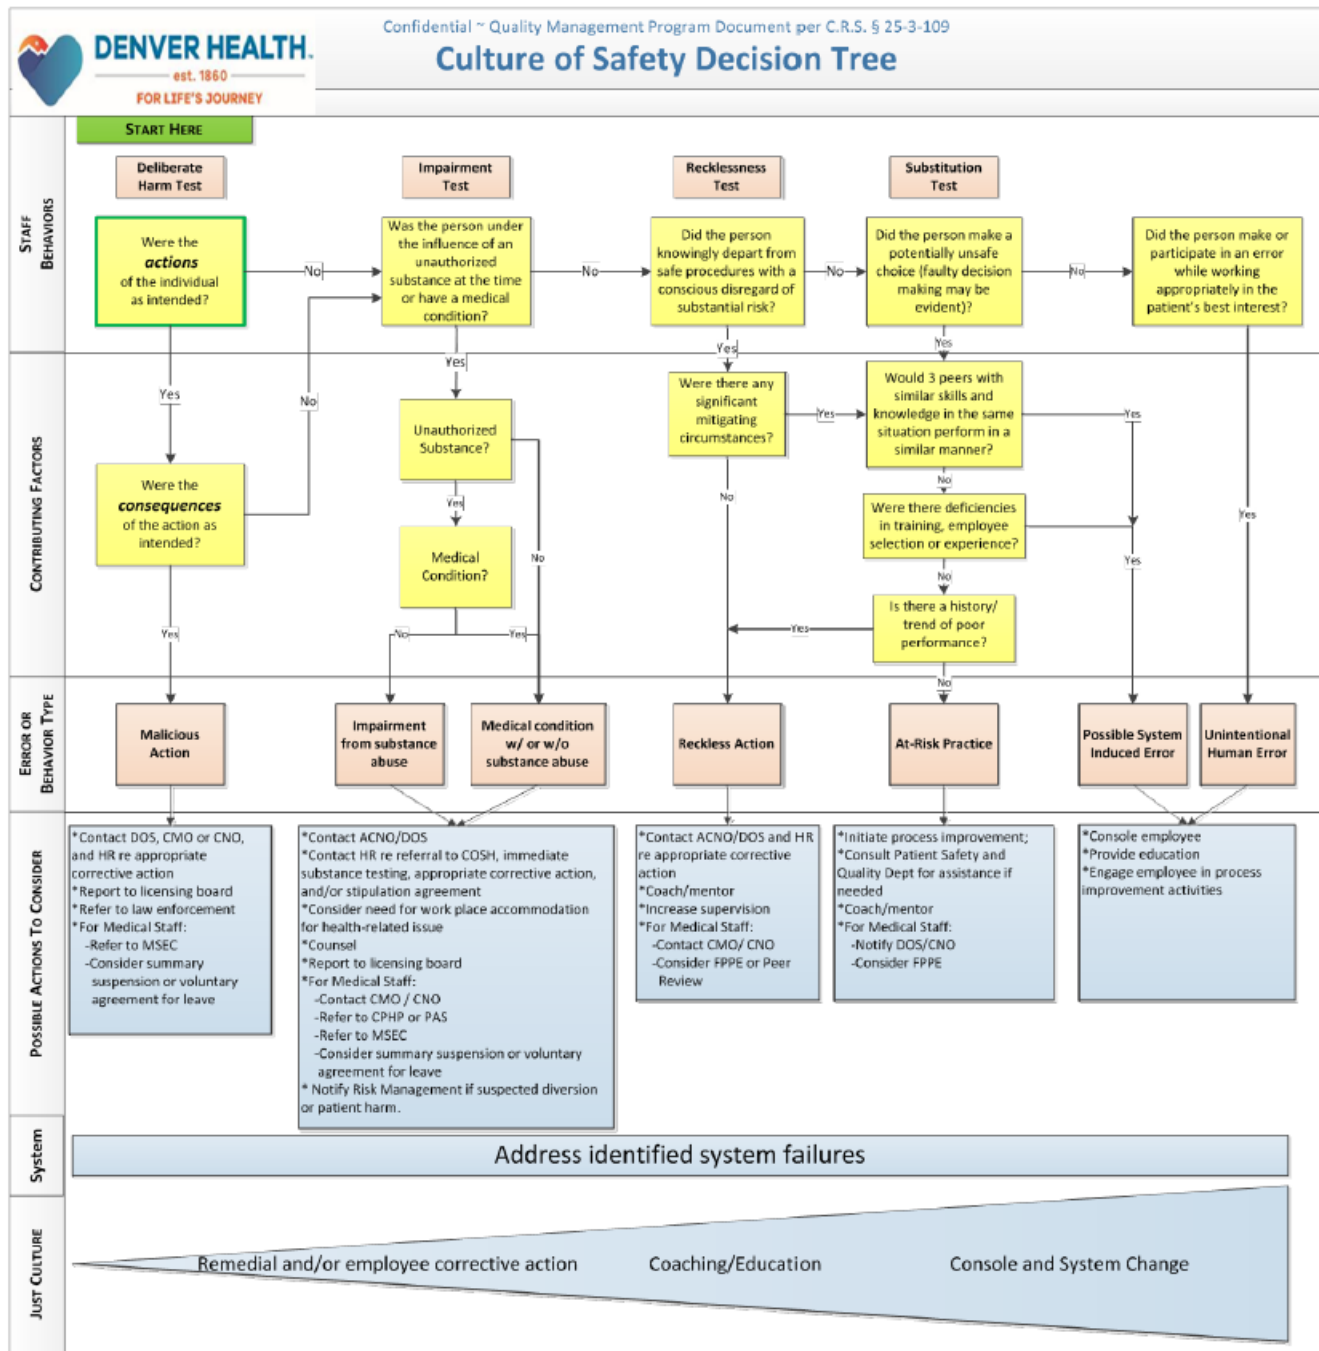 Confidential ~ Quality Management Program Document per C.R.S. § 25-3-109
Culture of Safety Decision Tree
DENVER HEALTH.
est. 1860
FOR LIFE'S JOURNEY
START HERE
STAFF
BEHAVIORS
Deliberate
Harm Test
Impairment
Test
Recklessness
Test
Substitution
Test
Were the
actions
of the individual
as intended?
No
Was the person under
the influence of an
unauthorized
substance at the time
or have a medical
condition?
No
Did the person
knowingly depart from
safe procedures with a
conscious disregard of
substantial risk?
No
Did the person make a
potentially unsafe
choice (faulty decision
making may be
evident)?
No
Did the person make or
participate in an error
while working
appropriately in the
patient's best interest?
CONTRIBUTING FACTORS
Yes
No
Were the
consequences
of the action as
intended?
Yes
Yes
Unauthorized
Substance?
Yes
No
Medical
Condition?
No
Yes
Yes
Were there any
significant
mitigating
circumstances?
Yes
No
Yes
Would 3 peers with
similar skills and
knowledge in the same
situation perform in a
similar manner?
Yes
No
Were there deficiencies
in training, employee
selection or experience?
Yes
No
Is there a history/
trend of poor
performance?
Yes
No
Yes
ERROR OR
BEHAVIOR TYPE
Malicious
Action
Impairment
from substance
abuse
Medical condition
w/ or w/o
substance abuse
Reckless Action
At-Risk Practice
Possible System
Induced Error
Unintentional
Human Error
POSSIBLE ACTIONS TO CONSIDER
*Contact DOS, CMO or CNO,
and HR re appropriate
corrective action
*Report to licensing board
*Refer to law enforcement
*For Medical Staff:
-Refer to MSEC
-Consider summary
suspension or voluntary
agreement for leave
*Contact ACNO/DOS
*Contact HR re referral to COSH, immediate
substance testing, appropriate corrective action,
and/or stipulation agreement
*Consider need for work place accommodation
for health-related issue
*Counsel
*Report to licensing board
*For Medical Staff:
-Contact CMO / CNO
-Refer to CPHP or PAS
-Refer to MSEC
-Consider summary suspension or voluntary
agreement for leave
* Notify Risk Management if suspected diversion
or patient harm.
*Contact ACNO/DOS and HR
re appropriate corrective
action
*Coach/mentor
*Increase supervision
*For Medical Staff:
-Contact CMO/ CNO
-Consider FPPE or Peer
Review
*Initiate process improvement;
*Consult Patient Safety and
Quality Dept for assistance if
needed
*Coach/mentor
*For Medical Staff:
-Notify DOS/CNO
-Consider FPPE
*Console employee
*Provide education
*Engage employee in process
improvement activities
System
Address identified system failures
JUST CULTURE
Remedial and/or employee corrective action
Coaching/Education
Console and System Change